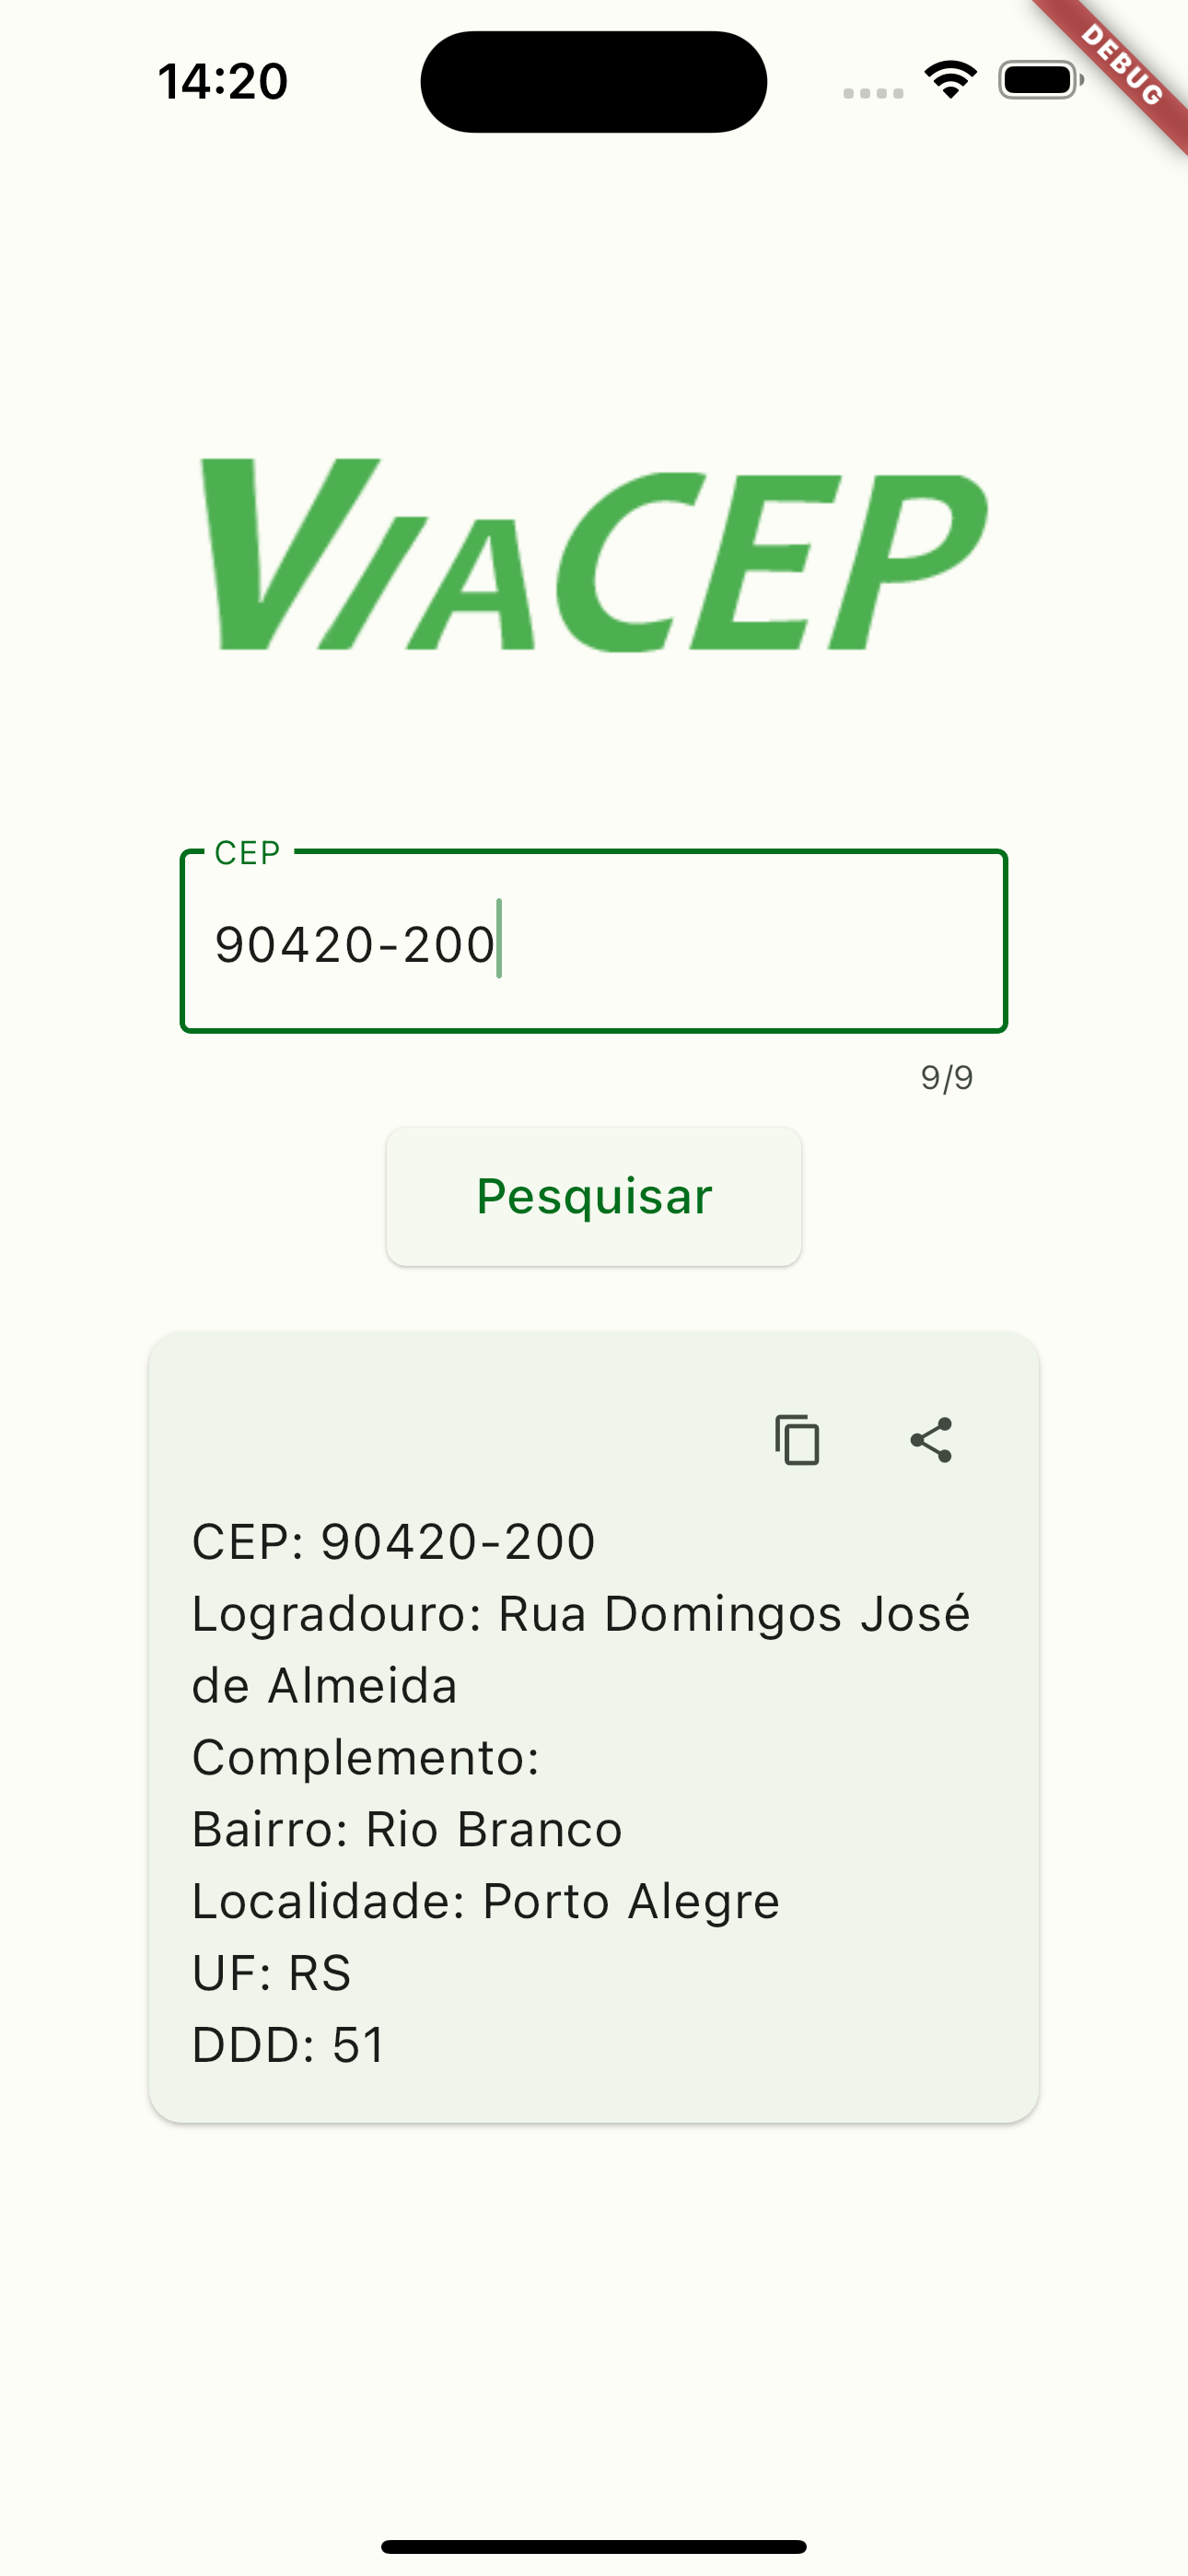 14:20
DEBUG
VIACEP
CEP
90420-200
9/9
Pesquisar
CEP: 90420-200
Logradouro: Rua Domingos José
de Almeida
Complemento:
Bairro: Rio Branco
Localidade: Porto Alegre
UF: RS
DDD: 51